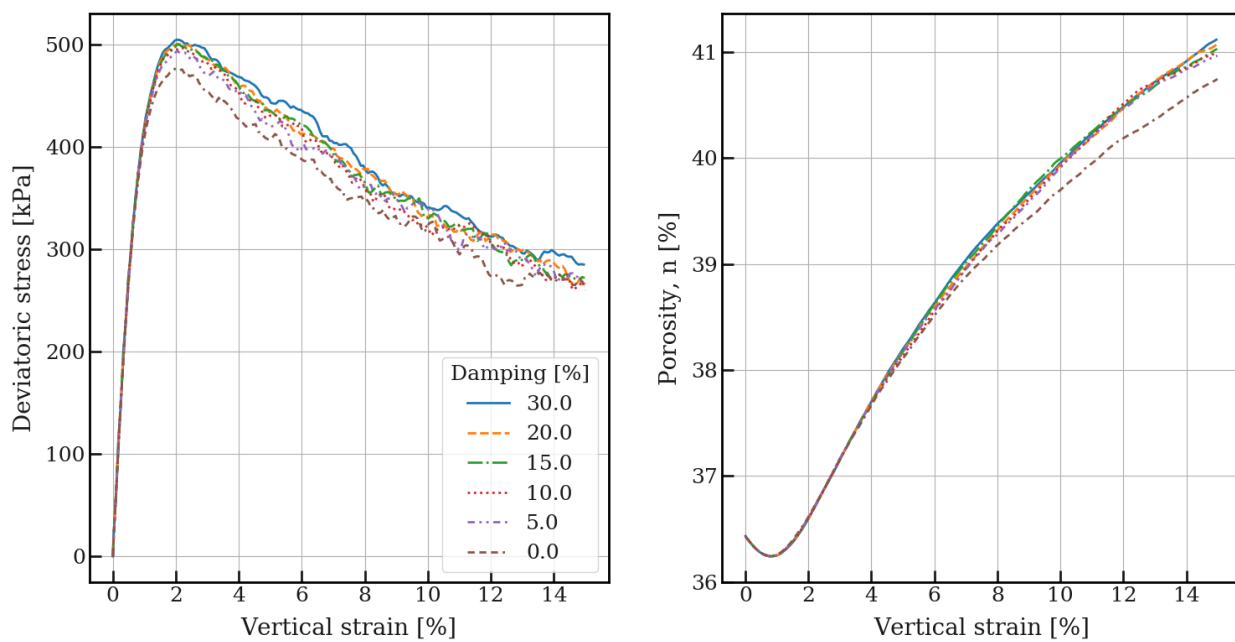 500
400
300
200
100
0
Deviatoric stress [kPa]
0 2 4 6 8 10 12 14
Vertical strain [%]
Damping [%]
30.0
20.0
15.0
10.0
5.0
0.0
41
40
39
38
37
36
Porosity, n [%]
0 2 4 6 8 10 12 14
Vertical strain [%]